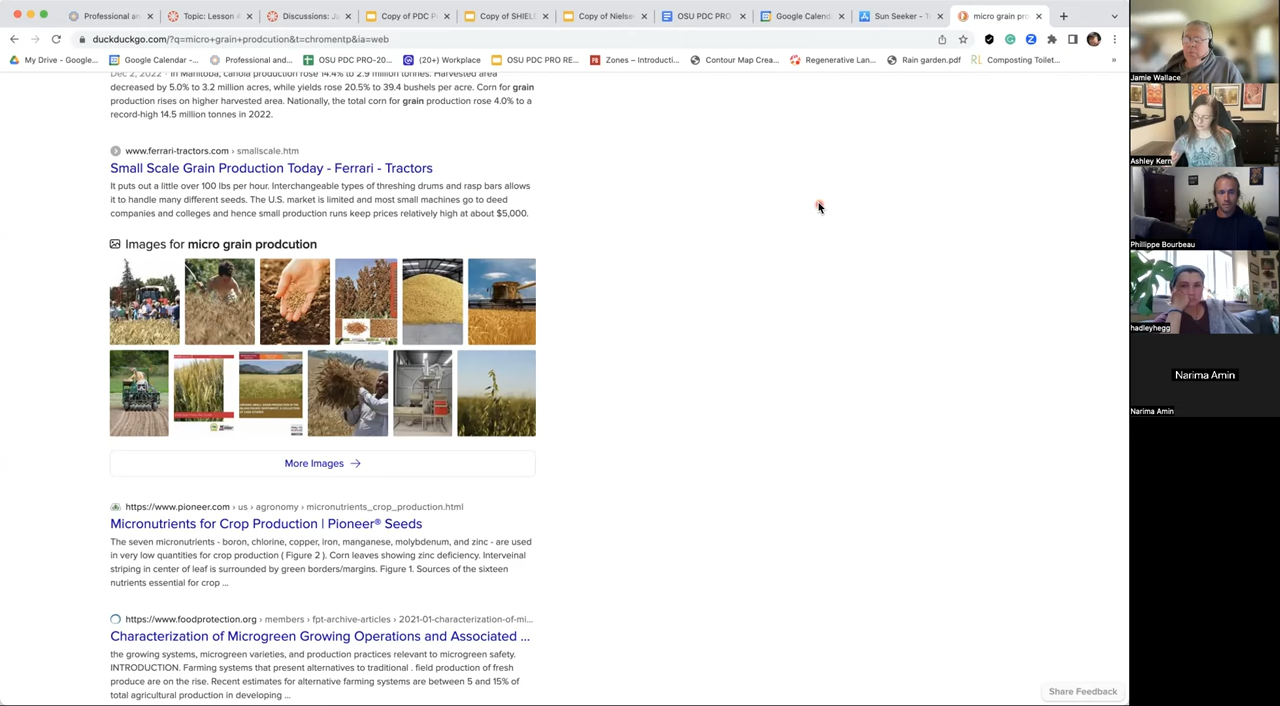 Professional an
Topic: Lesson A
Discussions: Ja
Copy of PDC P
Copy of SHIEL
Copy of Nielse
OSU PDC PRO
Google Calend
Sun Seeker - T
micro grain pro
duckduckgo.com/?q=micro+grain+prodcution&t=chromentp&ia=web
My Drive - Google...
Google Calendar -...
Professional and...
OSU PDC PRO-20...
(20+) Workplace
OSU PDC PRO RE...
Zones – Introducti...
Contour Map Crea...
Regenerative Lan...
Rain garden.pdf
Composting Toilet...
»
Dec 2, 2022 · In Manitoba, canola production rose 14.4% to 2.9 million tonnes. Harvested area
decreased by 5.0% to 3.2 million acres, while yields rose 20.5% to 39.4 bushels per acre. Corn for grain
production rises on higher harvested area. Nationally, the total corn for grain production rose 4.0% to a
record-high 14.5 million tonnes in 2022.
www.ferrari-tractors.com › smallscale.htm
Small Scale Grain Production Today - Ferrari - Tractors
It puts out a little over 100 lbs per hour. Interchangeable types of threshing drums and rasp bars allows
it to handle many different seeds. The U.S. market is limited and most small machines go to deed
companies and colleges and hence small production runs keep prices relatively high at about $5,000.
Images for micro grain prodcution
More Images →
https://www.pioneer.com › us › agronomy › micronutrients_crop_production.html
Micronutrients for Crop Production | Pioneer® Seeds
The seven micronutrients - boron, chlorine, copper, iron, manganese, molybdenum, and zinc - are used
in very low quantities for crop production ( Figure 2 ). Corn leaves showing zinc deficiency. Interveinal
striping in center of leaf is surrounded by green borders/margins. Figure 1. Sources of the sixteen
nutrients essential for crop ...
https://www.foodprotection.org › members › fpt-archive-articles › 2021-01-characterization-of-mi...
Characterization of Microgreen Growing Operations and Associated ...
the growing systems, microgreen varieties, and production practices relevant to microgreen safety.
INTRODUCTION. Farming systems that present alternatives to traditional . field production of fresh
produce are on the rise. Recent estimates for alternative farming systems are between 5 and 15% of
total agricultural production in developing ...
Share Feedback
Jamie Wallace
Ashley Kern
Phillippe Bourbeau
hadleyhegg
Narima Amin
Narima Amin